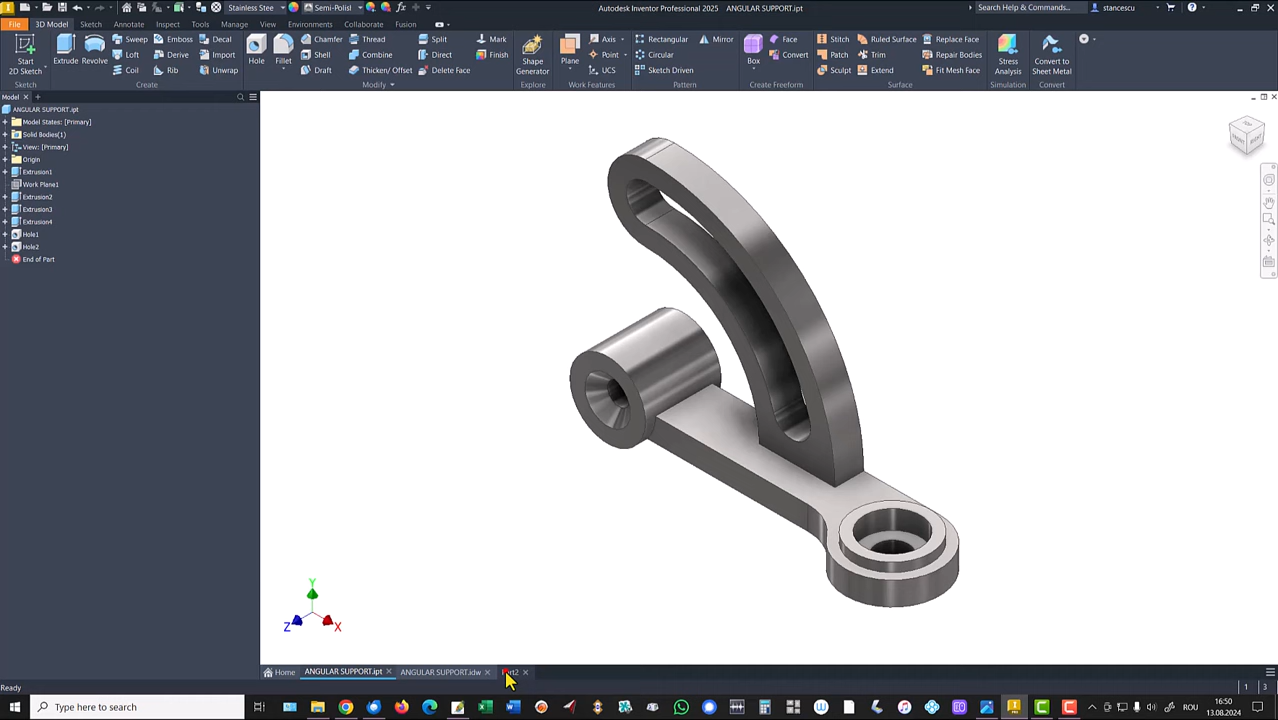 Stainless Stee
Semi-Polisl
Autodesk Inventor Professional 2025 ANGULAR SUPPORT.ipt
Search Help & Commands...
stancescu
File 3D Model Sketch Annotate Inspect Tools Manage View Environments Collaborate Fusion
Start
2D Sketch
Extrude
Revolve
Sweep
Emboss
Decal
Loft
Derive
Import
Coil
Rib
Unwrap
Hole
Fillet
Chamfer
Thread
Shell
Combine
Draft
Thicken/ Offset
Split
Direct
Delete Face
Mark
Finish
Shape
Generator
Plane
Axis
Point
UCS
Rectangular
Mirror
Circular
Sketch Driven
Box
Face
Convert
Stitch
Ruled Surface
Replace Face
Patch
Trim
Repair Bodies
Sculpt
Extend
Fit Mesh Face
Stress
Analysis
Convert to
Sheet Metal
Sketch Create Modify Explore Work Features Pattern Create Freeform Surface Simulation Convert
Model
ANGULAR SUPPORT.ipt
Model States: [Primary]
Solid Bodies(1)
View: [Primary]
Origin
Extrusion1
Work Plane1
Extrusion2
Extrusion3
Extrusion4
Hole1
Hole2
End of Part
Y
Z X
Home ANGULAR SUPPORT.ipt ANGULAR SUPPORT.idw
Ready
1 3
Type here to search
16:50
13.08.2024